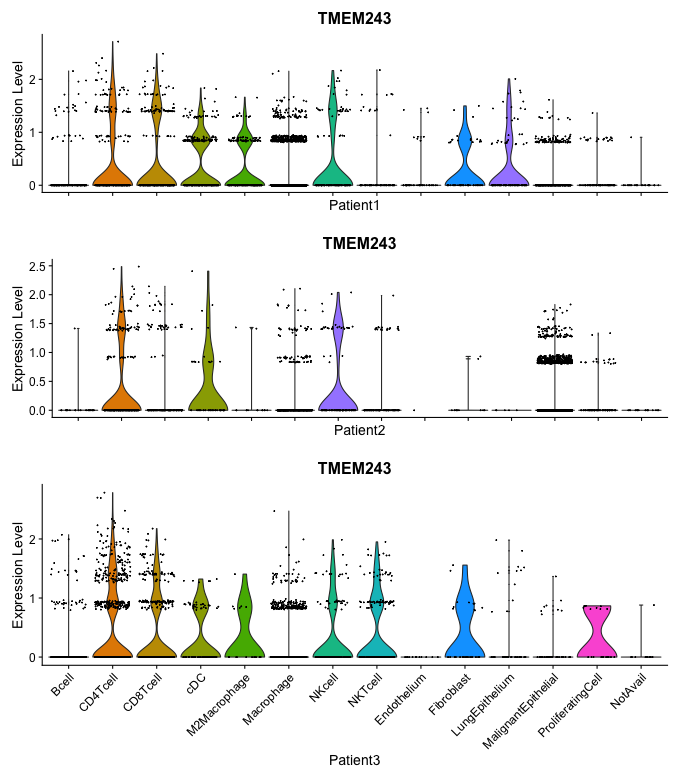 TMEM243
Expression Level
2
1
0
Patient1
TMEM243
Expression Level
2.5
2.0
1.5
1.0
0.5
0.0
Patient2
TMEM243
Expression Level
2
1
0
Bcell
CD4Tcell
CD8Tcell
cDC
M2Macrophage
Macrophage
NKcell
NKTcell
Endothelium
Fibroblast
LungEpithelium
MalignantEpithelial
ProliferatingCell
NotAvail
Patient3